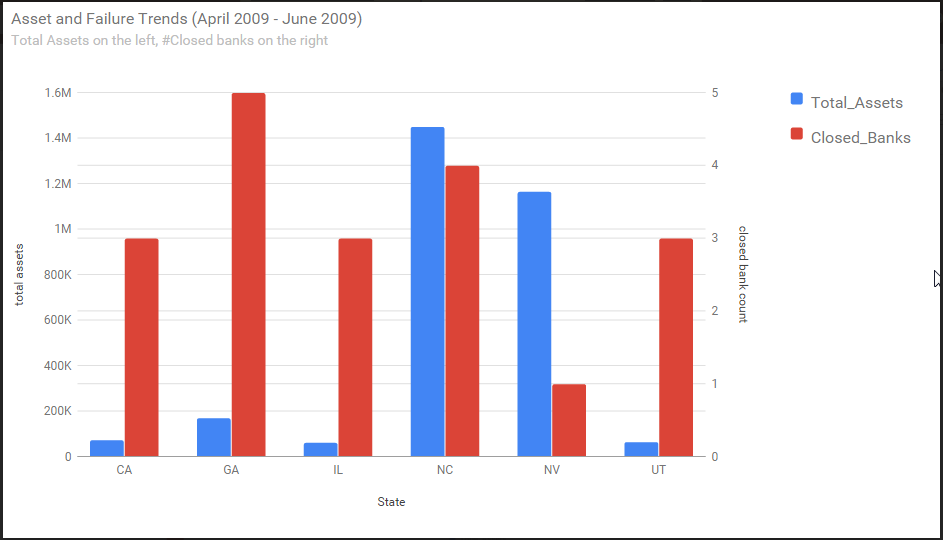 Asset and Failure Trends (April 2009 - June 2009)
Total Assets on the left, #Closed banks on the right
1.6M
1.4M
1.2M
1M
800K
600K
400K
200K
0
total assets
5
4
3
2
1
0
closed bank count
Total_Assets
Closed_Banks
CA GA IL NC NV UT
State